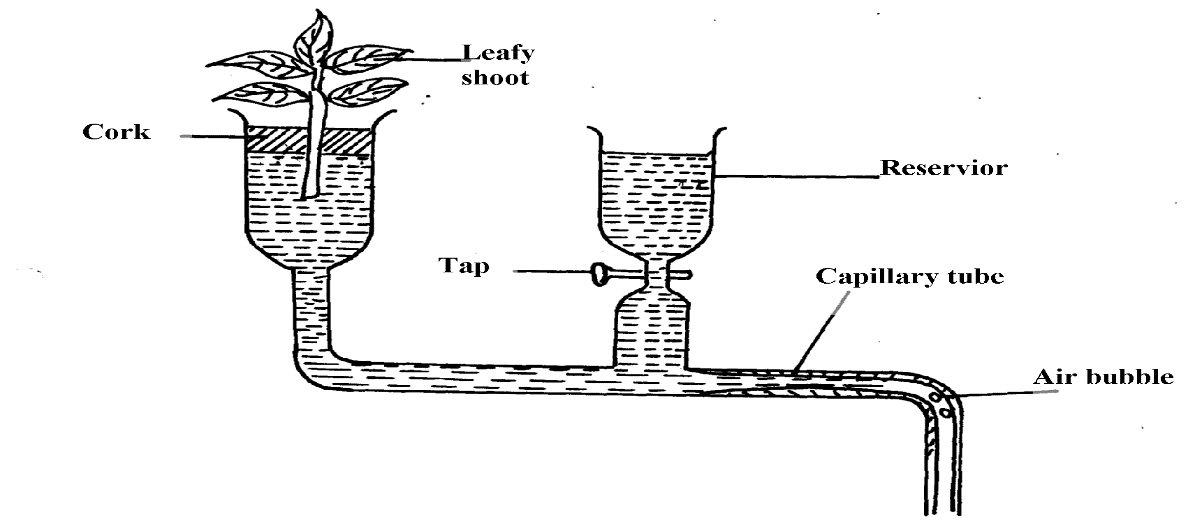 Leafy
shoot
Cork
Reservior
Tap
Capillary tube
Air bubble